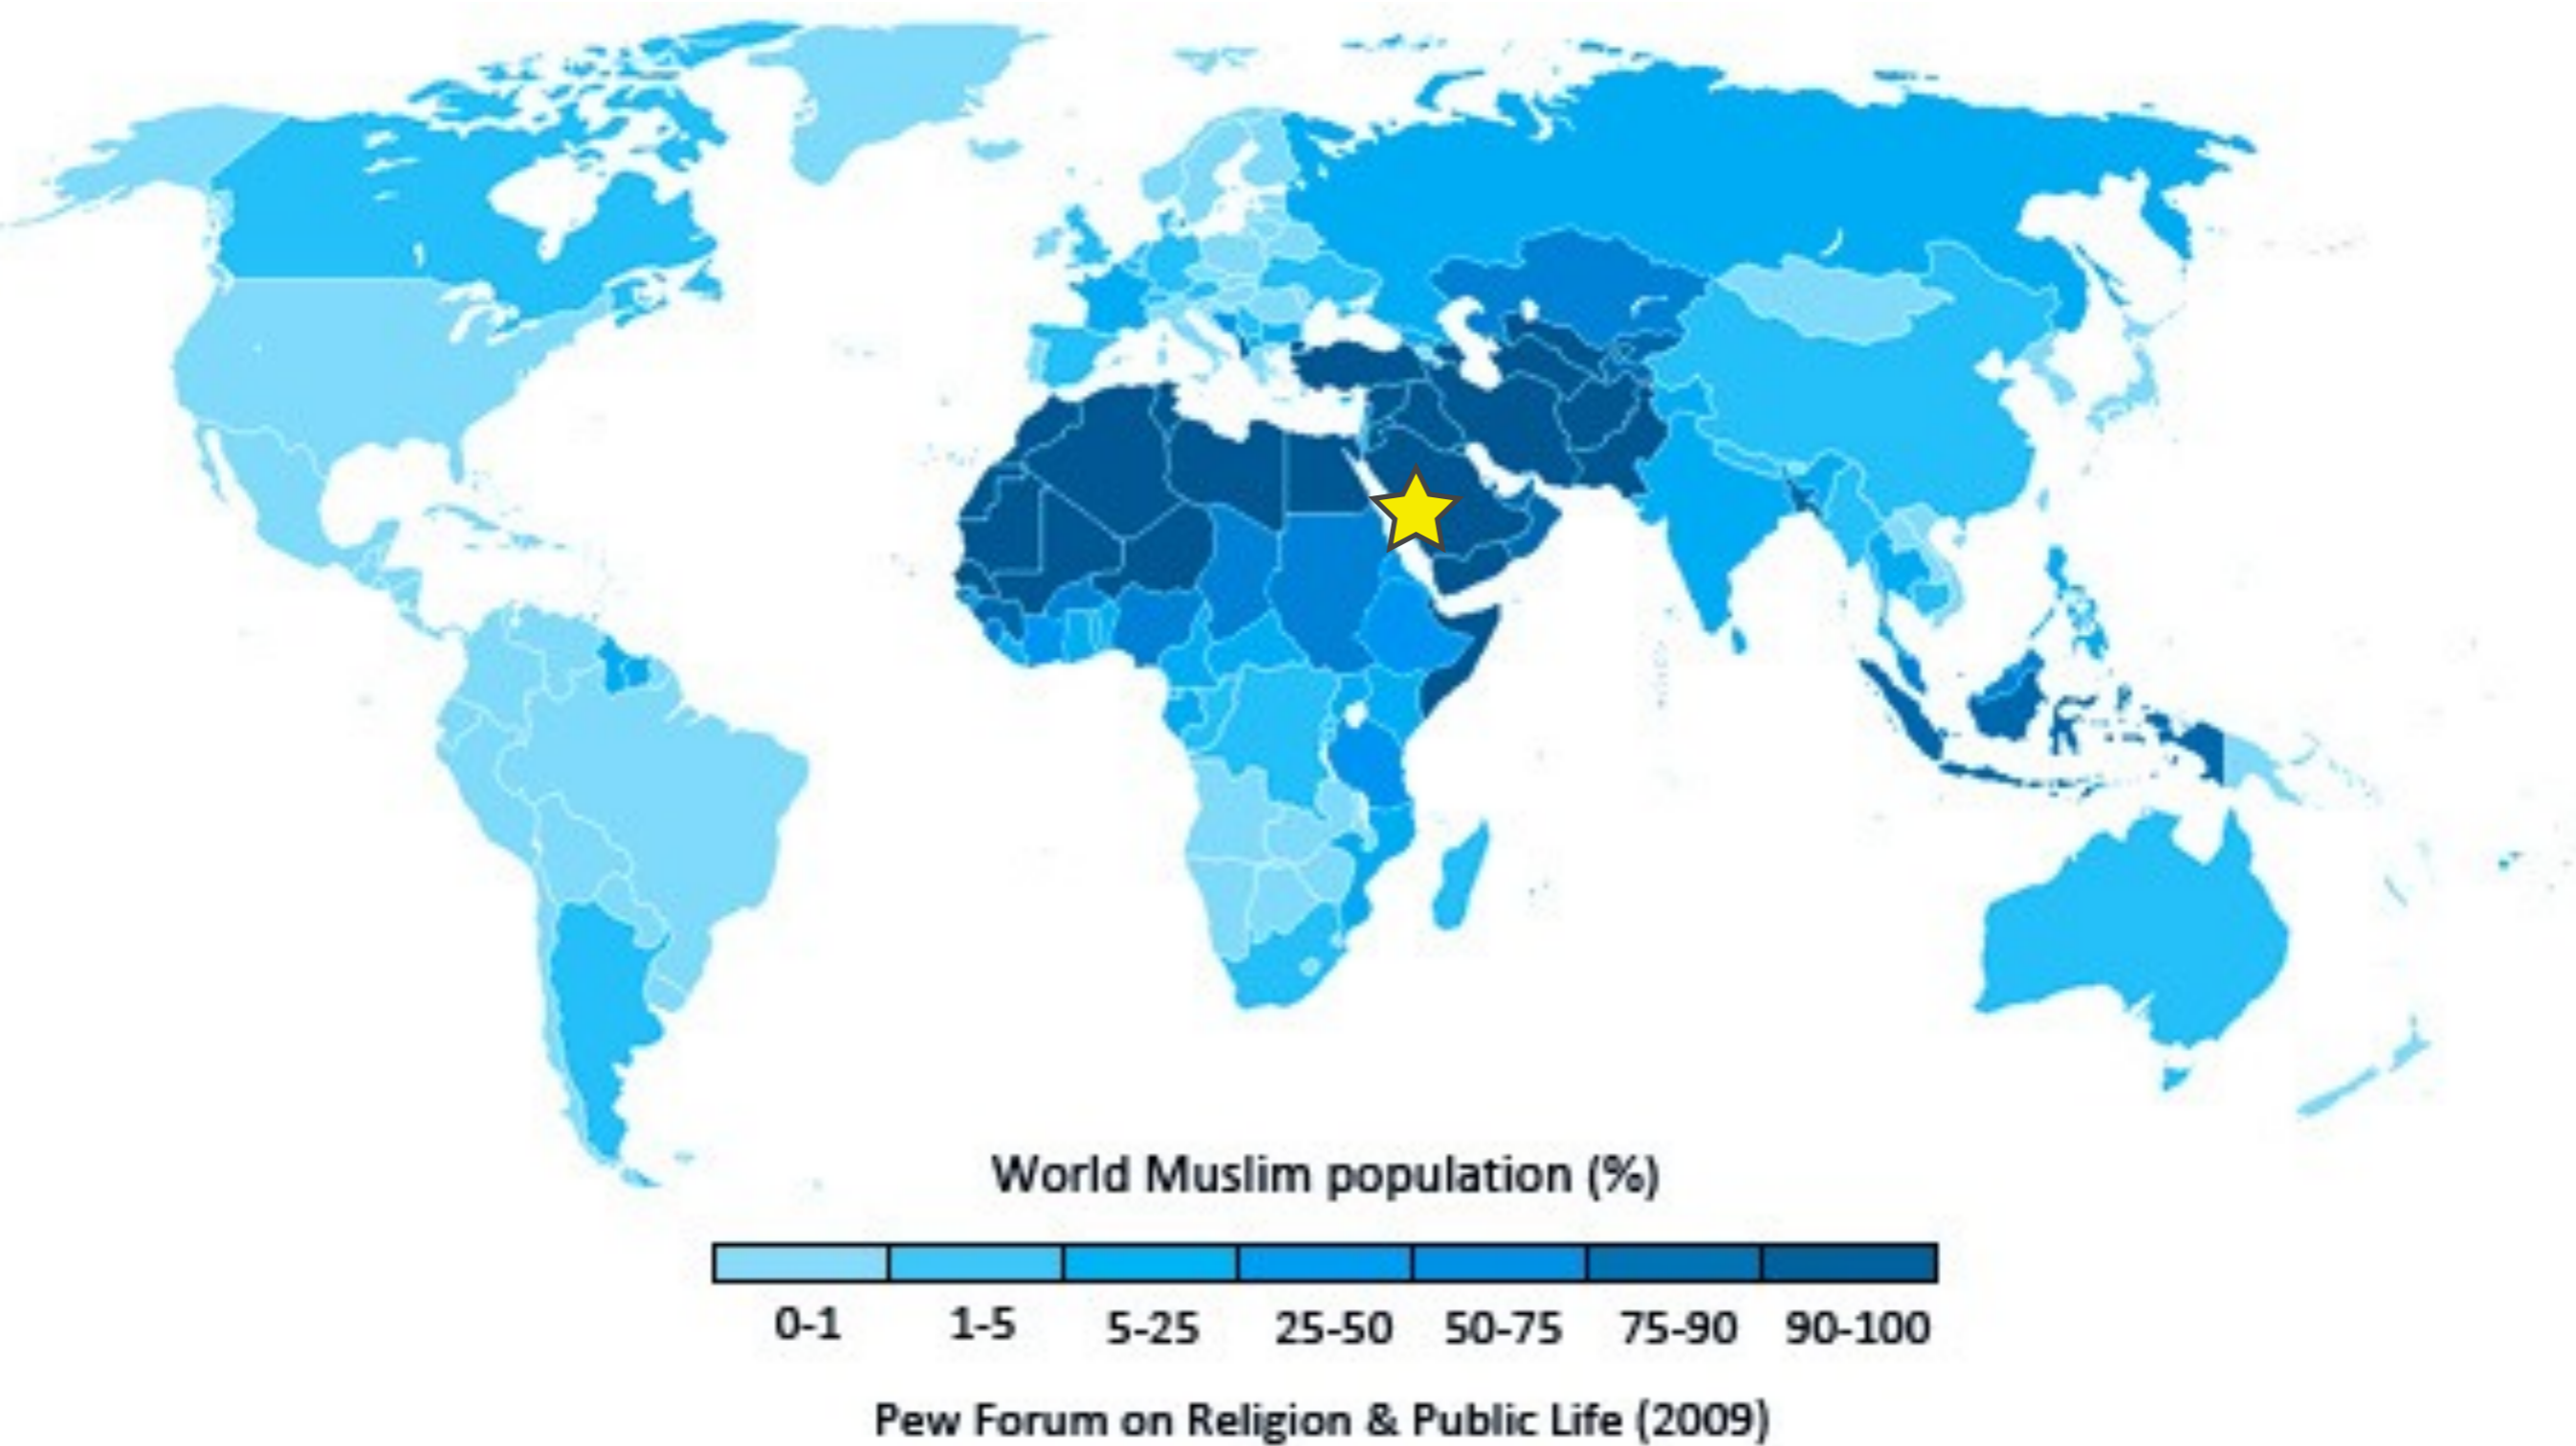 World Muslim population (%)
0-1 1-5 5-25 25-50 50-75 75-90 90-100
Pew Forum on Religion & Public Life (2009)